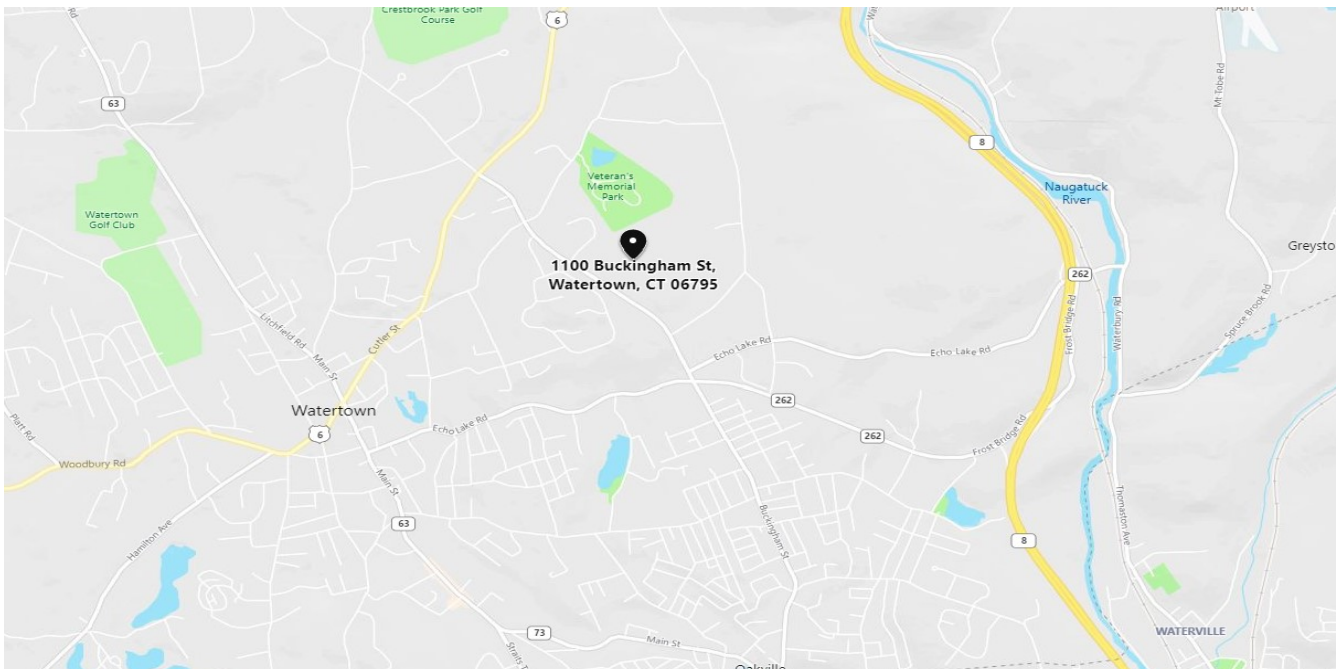 Crestbrook Park Golf
Course
6
Airport
63
8
Mt Tobe Rd
Veteran's
Memorial
Park
Naugatuck
River
Watertown
Golf Club
1100 Buckingham St,
Watertown, CT 06795
Greysto
262
Litchfield Rd
Main St
Cutler St
Frost Bridge Rd
Waterbury Rd
Spruce Brook Rd
Echo Lake Rd
Echo Lake Rd
Watertown
6
Echo Lake Rd
262
262
Platt Rd
Frost Bridge Rd
Woodbury Rd
Main St
63
Hamilton Ave
Buckingham St
Thomaston Ave
8
73
Main St
Straits T
WATERVILLE
Oakville